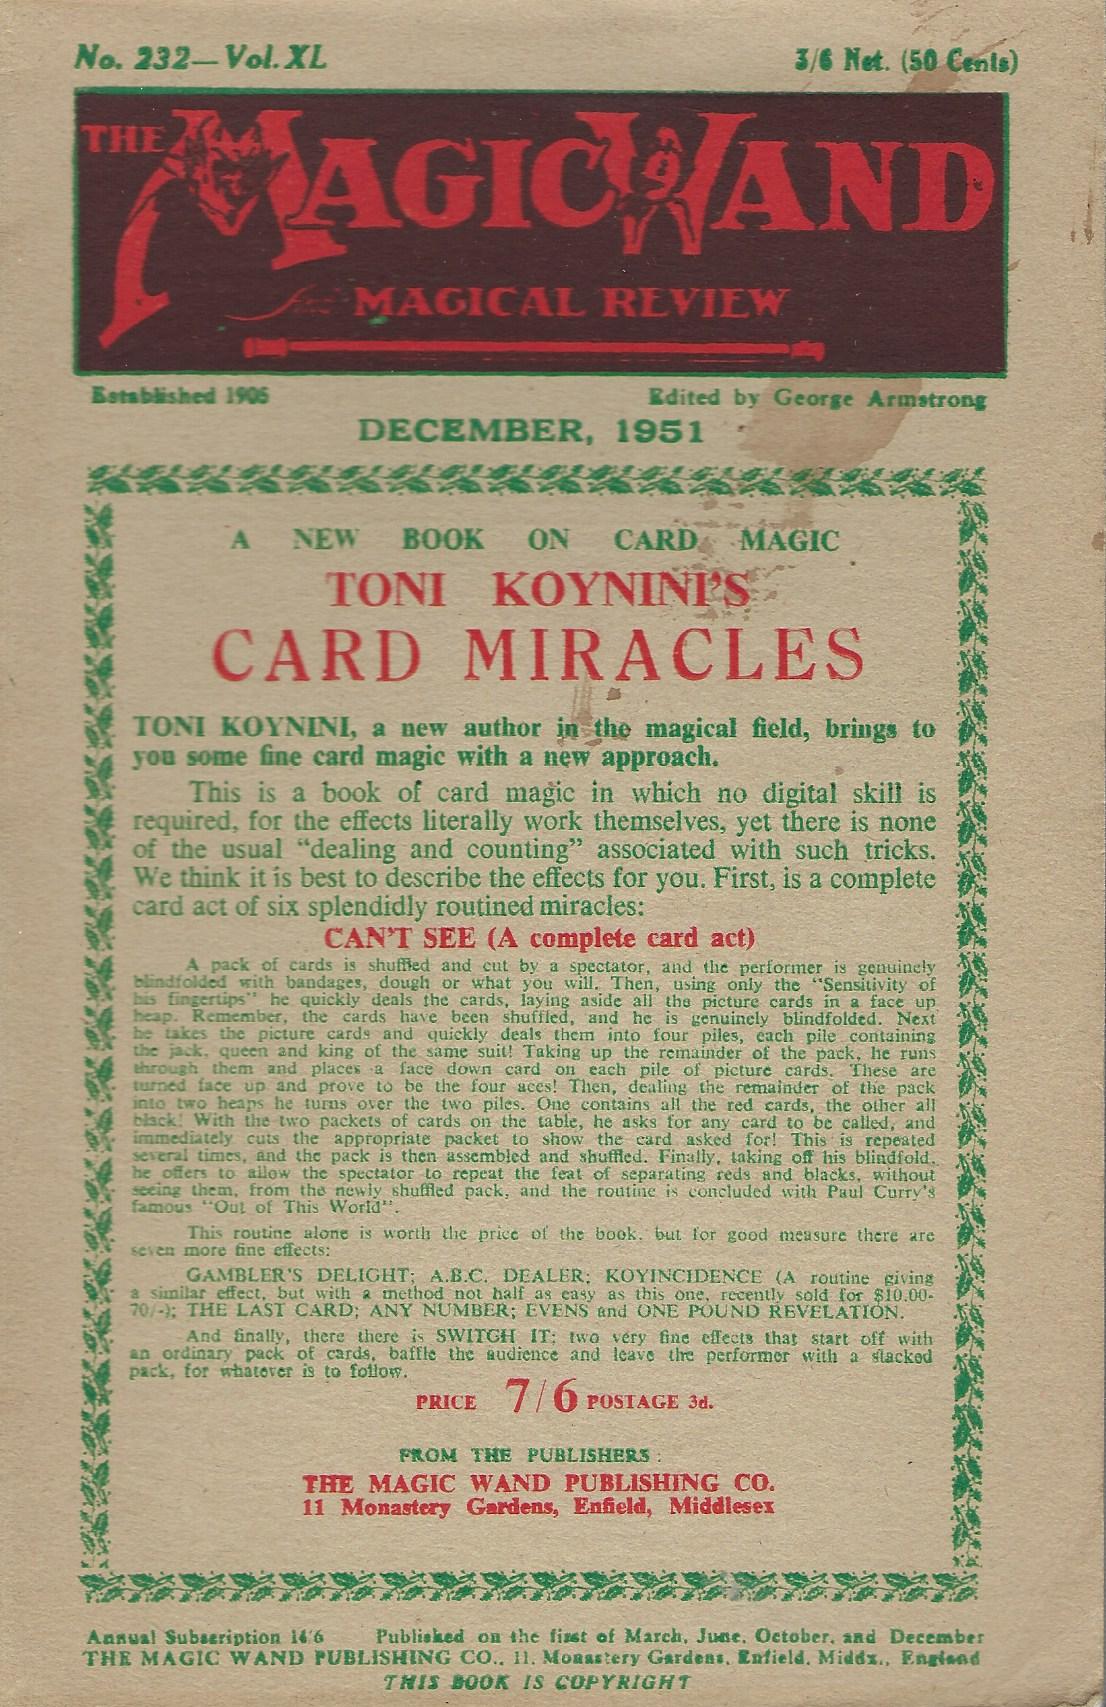 No. 232—Vol. XL
3/6 Net. (50 Cents)
THE MAGIC WAND
and MAGICAL REVIEW
Established 1906
Edited by George Armstrong
DECEMBER, 1951
A NEW BOOK ON CARD MAGIC
TONI KOYNINI'S
CARD MIRACLES
TONI KOYNINI, a new author in the magical field, brings to
you some fine card magic with a new approach.
This is a book of card magic in which no digital skill is
required, for the effects literally work themselves, yet there is none
of the usual "dealing and counting" associated with such tricks.
We think it is best to describe the effects for you. First, is a complete
card act of six splendidly routined miracles:
CAN'T SEE (A complete card act)
A pack of cards is shuffled and cut by a spectator, and the performer is genuinely
blindfolded with bandages, dough or what you will. Then, using only the "Sensitivity of
his fingertips" he quickly deals the cards, laying aside all the picture cards in a face up
heap. Remember, the cards have been shuffled, and he is genuinely blindfolded. Next
he takes the picture cards and quickly deals them into four piles, each pile containing
the jack, queen and king of the same suit! Taking up the remainder of the pack, he runs
through them and places a face down card on each pile of picture cards. These are
turned face up and prove to be the four aces! Then, dealing the remainder of the pack
into two heaps he turns over the two piles. One contains all the red cards, the other all
black! With the two packets of cards on the table, he asks for any card to be called, and
immediately cuts the appropriate packet to show the card asked for! This is repeated
several times, and the pack is then assembled and shuffled. Finally, taking off his blindfold,
he offers to allow the spectator to repeat the feat of separating reds and blacks, without
seeing them, from the newly shuffled pack, and the routine is concluded with Paul Curry's
famous "Out of This World".
This routine alone is worth the price of the book, but for good measure there are
seven more fine effects:
GAMBLER'S DELIGHT; A.B.C. DEALER; KOYINCIDENCE (A routine giving
a similar effect, but with a method not half as easy as this one, recently sold for $10.00-
70/-); THE LAST CARD; ANY NUMBER; EVENS and ONE POUND REVELATION.
And finally, there there is SWITCH IT; two very fine effects that start off with
an ordinary pack of cards, baffle the audience and leave the performer with a stacked
pack, for whatever is to follow.
PRICE 7/6 POSTAGE 3d.
FROM THE PUBLISHERS:
THE MAGIC WAND PUBLISHING CO.
11 Monastery Gardens, Enfield, Middlesex
Annual Subscription 14/6 Published on the first of March, June, October, and December
THE MAGIC WAND PUBLISHING CO., 11, Monastery Gardens, Enfield, Middx., England
THIS BOOK IS COPYRIGHT